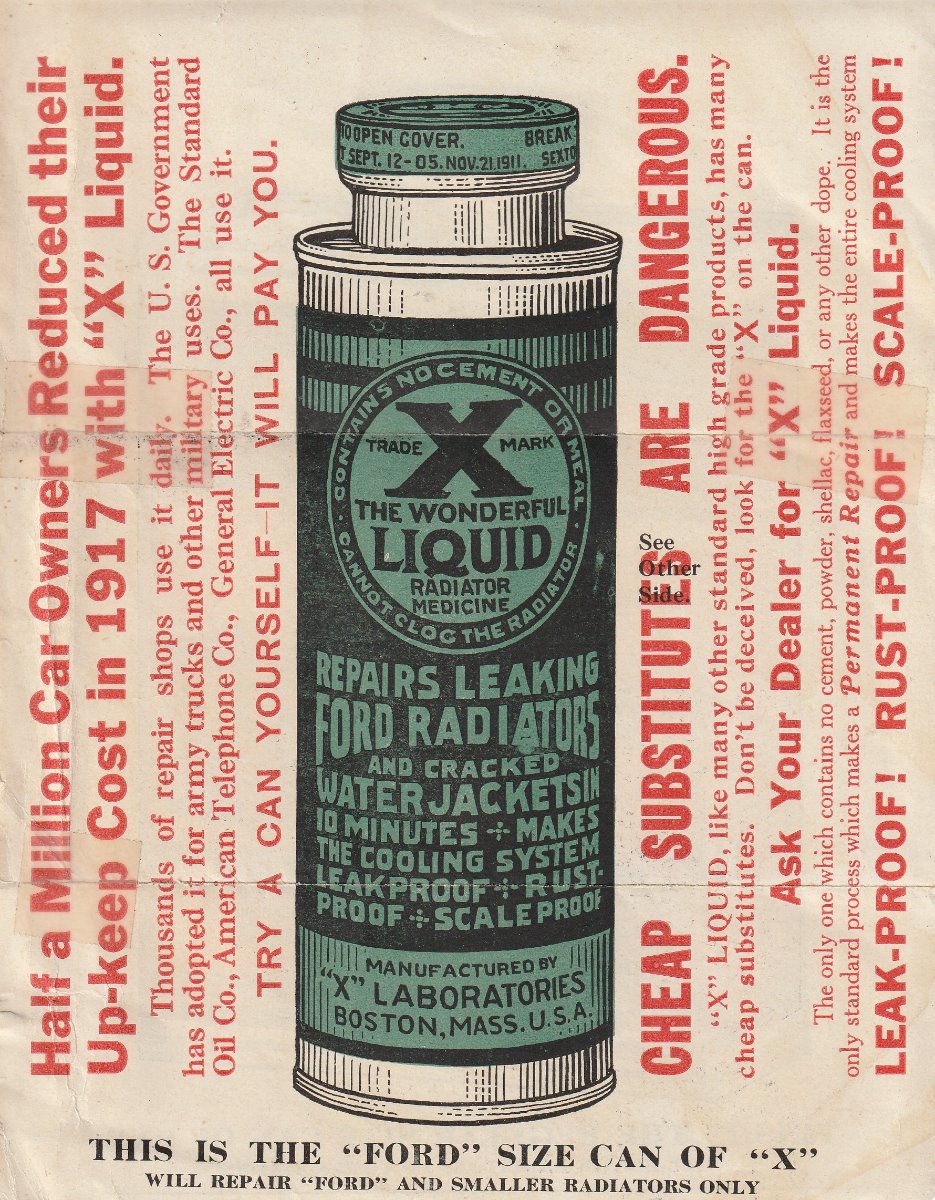 Half a Million Car Owners Reduced their
Up-keep Cost in 1917 with "X" Liquid.
Thousands of repair shops use it daily. The U. S. Government
has adopted it for army trucks and other military uses. The Standard
Oil Co., American Telephone Co., General Electric Co., all use it.
TRY A CAN YOURSELF—IT WILL PAY YOU.
TO OPEN COVER. BREAK
T SEPT. 12-05. NOV. 21. 1911. SEXTO
CONTAINS NO CEMENT OR MEAL ·
X
TRADE MARK
THE WONDERFUL
LIQUID
RADIATOR
MEDICINE
· CANNOT CLOG THE RADIATOR ·
REPAIRS LEAKING
FORD RADIATORS
AND CRACKED
WATER JACKETS IN
10 MINUTES ÷ MAKES
THE COOLING SYSTEM
LEAKPROOF ÷ RUST-
PROOF ÷ SCALEPROOF
MANUFACTURED BY
"X" LABORATORIES
BOSTON, MASS. U.S.A.
See
Other
Side.
CHEAP SUBSTITUTES ARE DANGEROUS.
"X" LIQUID, like many other standard high grade products, has many
cheap substitutes. Don't be deceived, look for the "X" on the can.
Ask Your Dealer for "X" Liquid.
The only one which contains no cement, powder, shellac, flaxseed, or any other dope. It is the
only standard process which makes a Permanent Repair and makes the entire cooling system
LEAK-PROOF! RUST-PROOF! SCALE-PROOF!
THIS IS THE "FORD" SIZE CAN OF "X"
WILL REPAIR "FORD" AND SMALLER RADIATORS ONLY